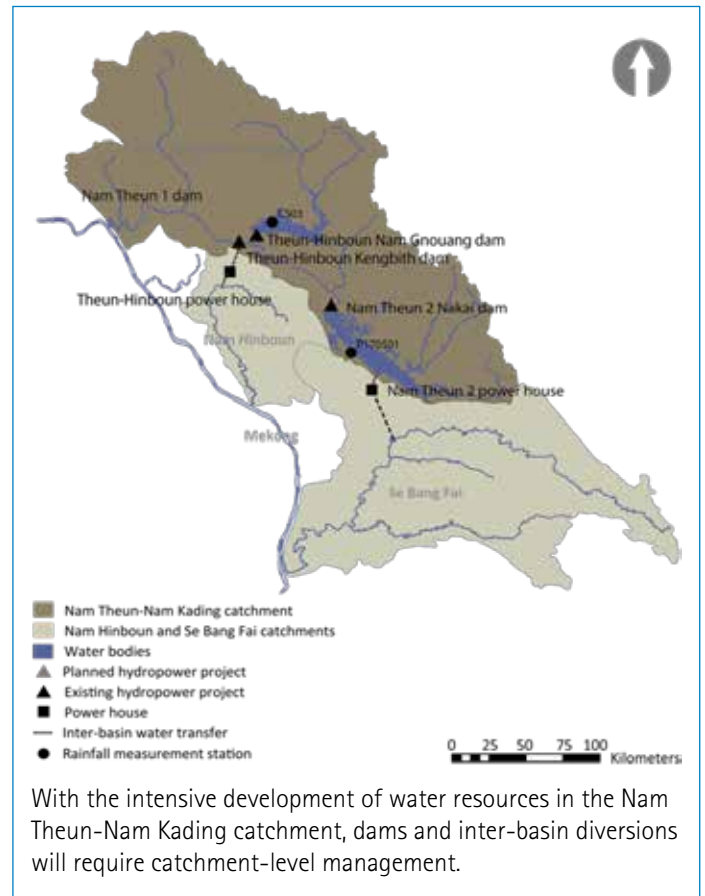 Nam Theun 1 dam
Theun-Hinboun Nam Gnouang dam
Theun-Hinboun Kengbith dam
Theun-Hinboun power house
Nam Theun 2 Nakai dam
Nam Hinboun
Nam Theun 2 power house
Mekong
Se Bang Fai
Nam Theun-Nam Kading catchment
Nam Hinboun and Se Bang Fai catchments
Water bodies
Planned hydropower project
Existing hydropower project
Power house
Inter-basin water transfer
Rainfall measurement station
0 25 50 75 100
Kilometers
With the intensive development of water resources in the Nam
Theun-Nam Kading catchment, dams and inter-basin diversions
will require catchment-level management.